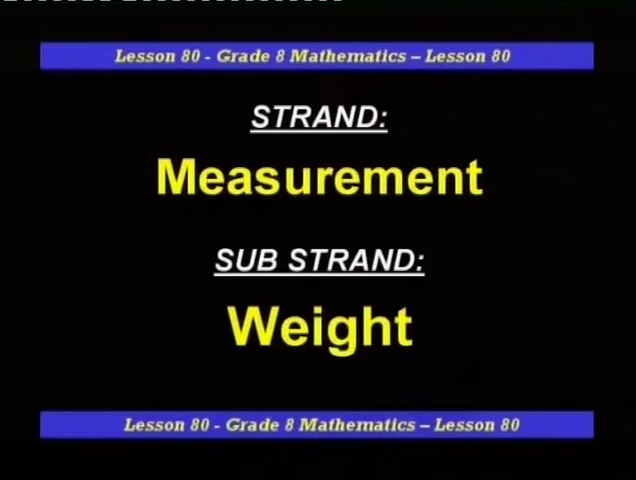 Lesson 80 - Grade 8 Mathematics – Lesson 80
STRAND:
Measurement
SUB STRAND:
Weight
Lesson 80 - Grade 8 Mathematics – Lesson 80